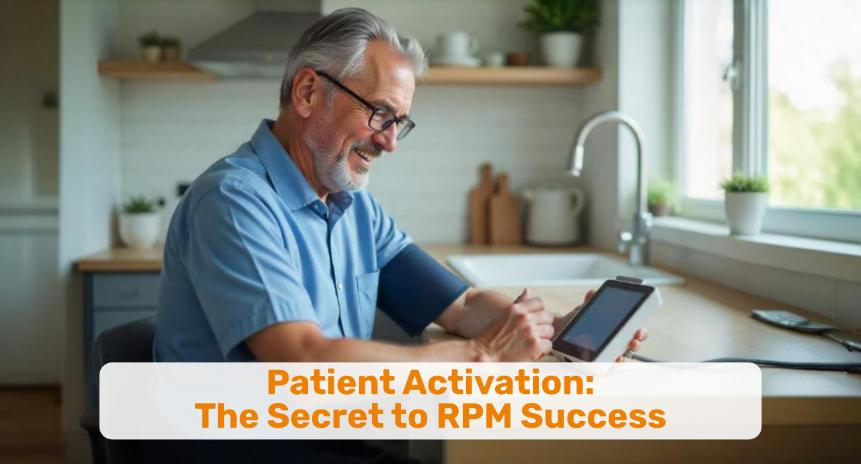 Patient Activation:
The Secret to RPM Success